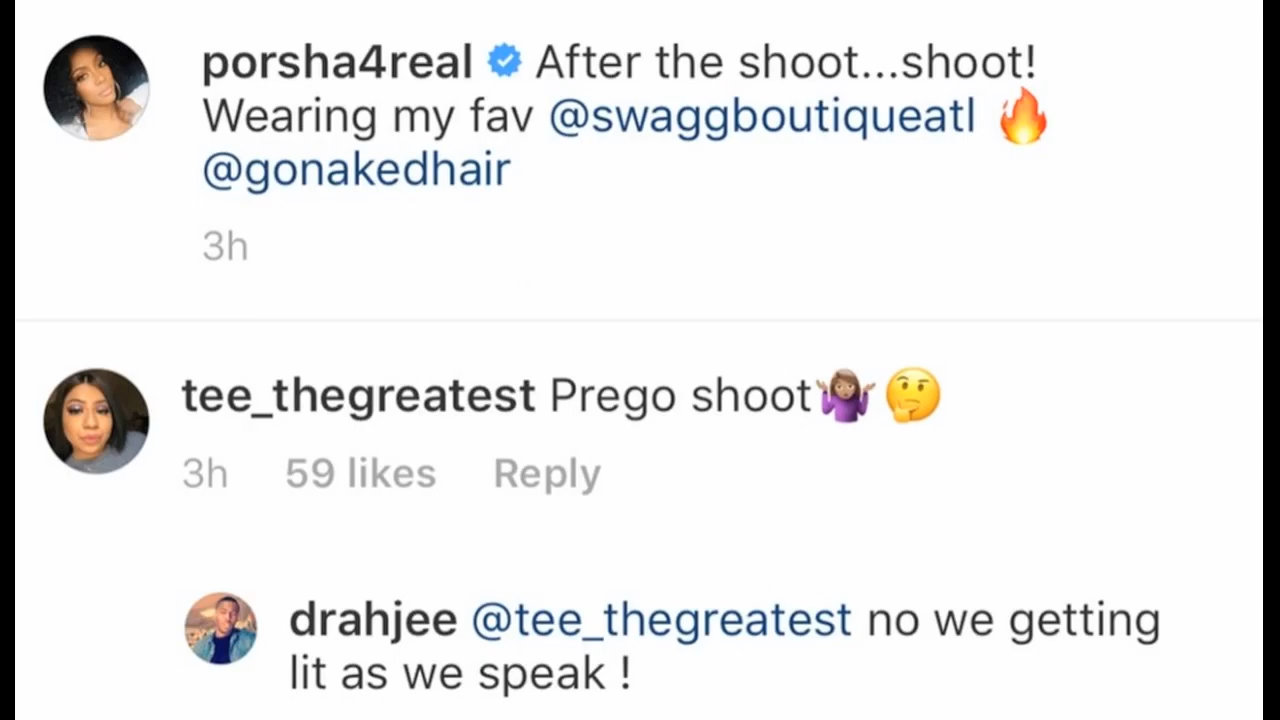 porsha4real After the shoot...shoot!
Wearing my fav @swaggboutiqueatl 🔥
@gonakedhair
3h
tee_thegreatest Prego shoot🤷🏽‍♀️🤔
3h 59 likes Reply
drahjee @tee_thegreatest no we getting
lit as we speak !